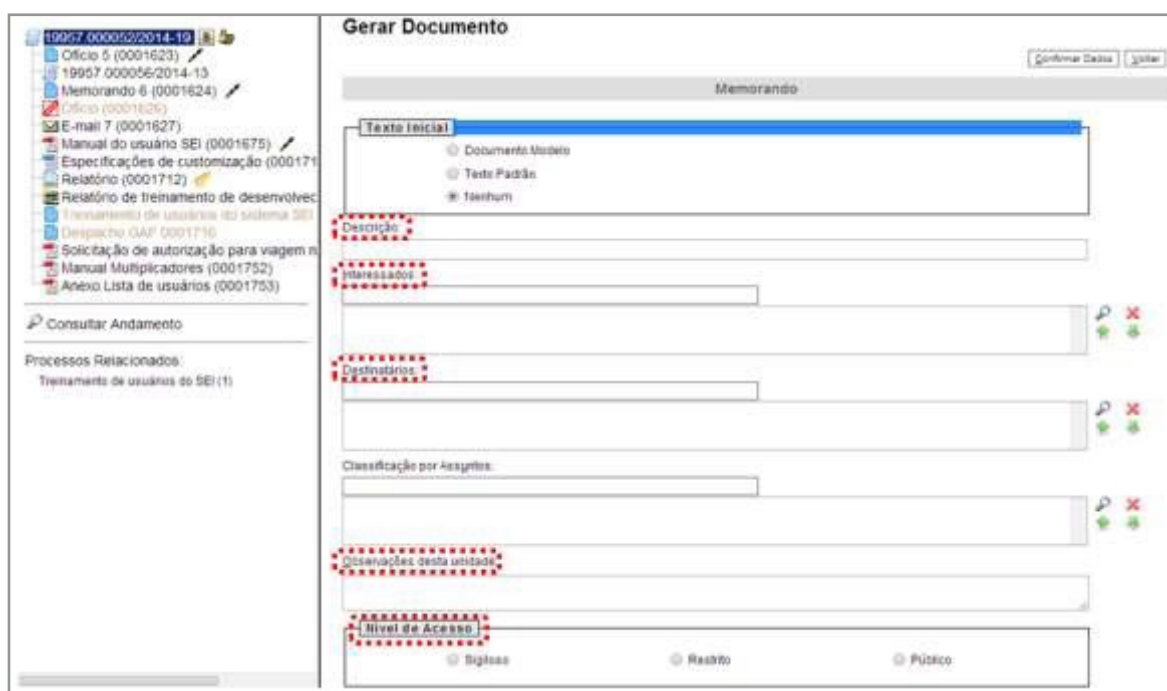 19957.000052/2014-19
Ofício 5 (0001623)
19957.000056/2014-13
Memorando 6 (0001624)
Ofício (0001626)
E-mail 7 (0001627)
Manual do usuário SEI (0001675)
Especificações de customização (000171
Relatório (0001712)
Relatório de treinamento de desenvolvec
Treinamento de usuários do sistema SEI
Despacho GAF 0001716
Solicitação de autorização para viagem n
Manual Multiplicadores (0001752)
Anexo Lista de usuários (0001753)
Consultar Andamento
Processos Relacionados:
Treinamento de usuários do SEI (1)
Gerar Documento
Confirmar Dados Voltar
Memorando
Texto Inicial
Documento Modelo
Texto Padrão
Nenhum
Descrição:
Interessados:
Destinatários:
Classificação por Assuntos:
Observações desta unidade:
Nível de Acesso
Sigiloso Restrito Público